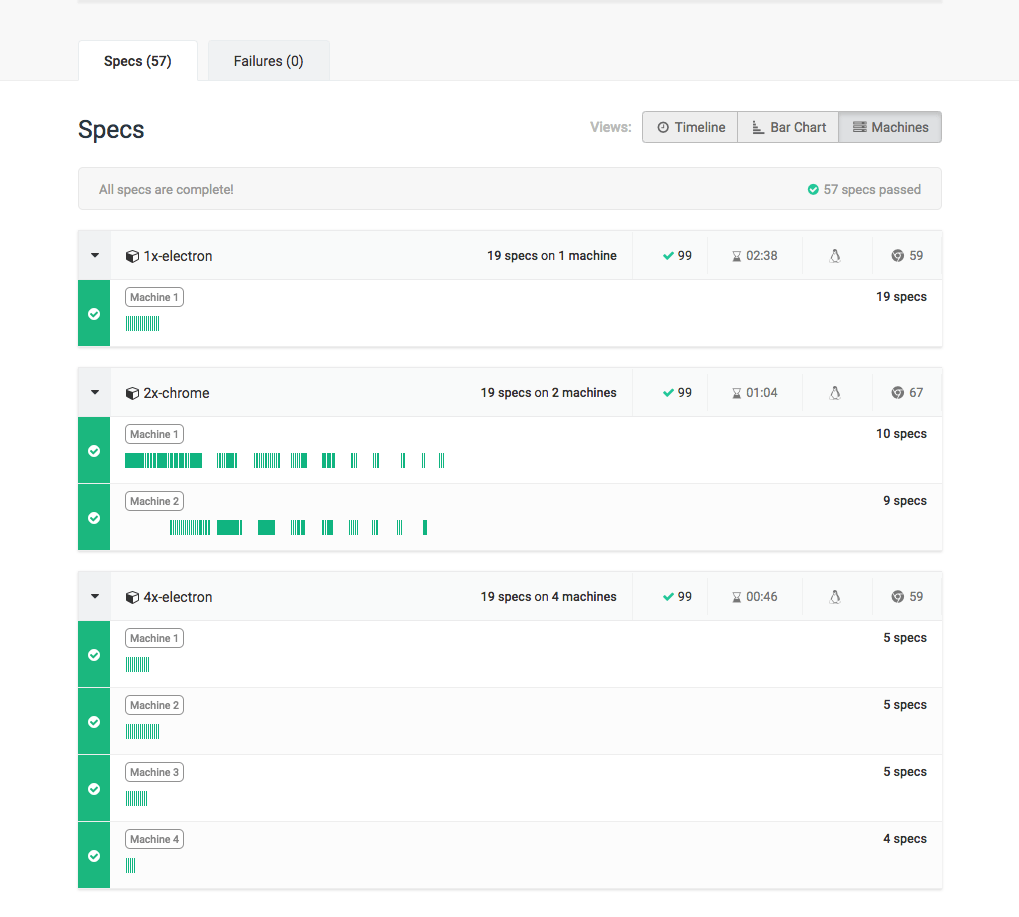 Specs (57) Failures (0)
Specs Views: Timeline Bar Chart Machines
All specs are complete! 57 specs passed
1x-electron 19 specs on 1 machine 99 02:38 59
Machine 1 19 specs
2x-chrome 19 specs on 2 machines 99 01:04 67
Machine 1 10 specs
Machine 2 9 specs
4x-electron 19 specs on 4 machines 99 00:46 59
Machine 1 5 specs
Machine 2 5 specs
Machine 3 5 specs
Machine 4 4 specs